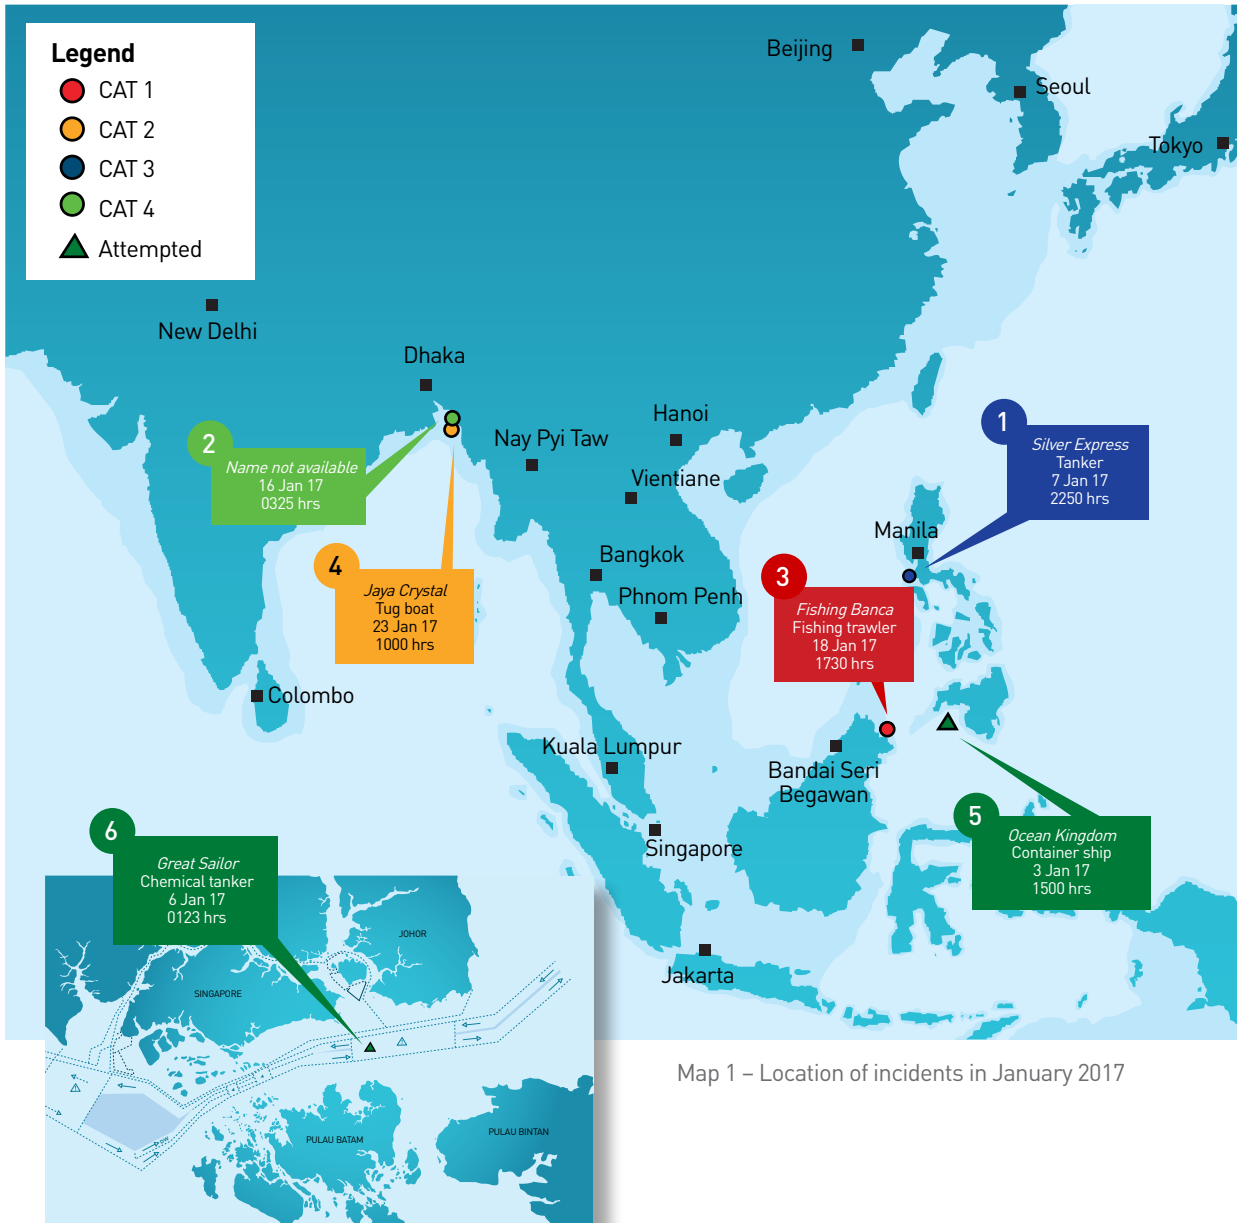 Legend
CAT 1
CAT 2
CAT 3
CAT 4
Attempted
Beijing
Seoul
Tokyo
New Delhi
Dhaka
Hanoi
Nay Pyi Taw
Vientiane
Manila
Bangkok
Phnom Penh
Colombo
Kuala Lumpur
Bandai Seri
Begawan
Singapore
Jakarta
1
Silver Express
Tanker
7 Jan 17
2250 hrs
2
Name not available
16 Jan 17
0325 hrs
3
Fishing Banca
Fishing trawler
18 Jan 17
1730 hrs
4
Jaya Crystal
Tug boat
23 Jan 17
1000 hrs
5
Ocean Kingdom
Container ship
3 Jan 17
1500 hrs
6
Great Sailor
Chemical tanker
6 Jan 17
0123 hrs
JOHOR
SINGAPORE
PULAU BATAM
PULAU BINTAN
Map 1 – Location of incidents in January 2017